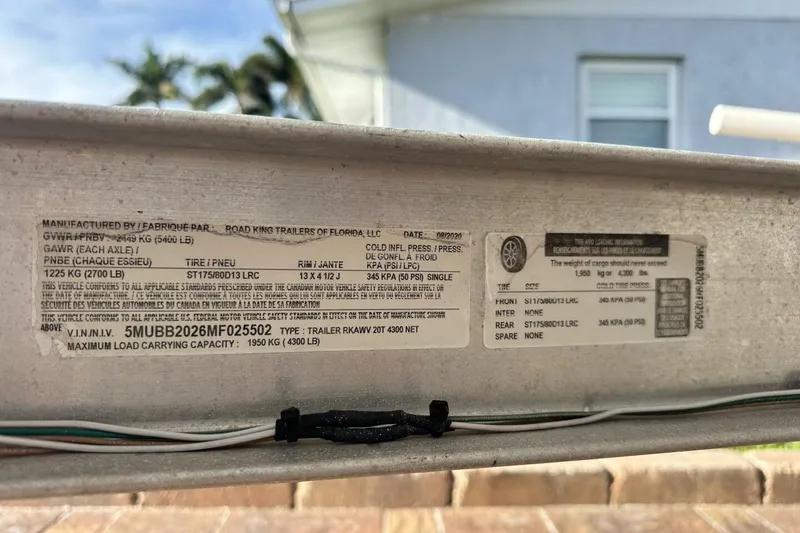 MANUFACTURED BY / FABRIQUÉ PAR : ROAD KING TRAILERS OF FLORIDA, LLC DATE : 08/2020
GVWR / PNBV : 2449 KG (5400 LB)
GAWR (EACH AXLE) /
PNBE (CHAQUE ESSIEU)
TIRE / PNEU
RIM / JANTE
COLD INFL. PRESS. / PRESS.
DE GONFL. À FROID
KPA (PSI / LPC)
1225 KG (2700 LB) ST175/80D13 LRC 13 X 4 1/2 J 345 KPA (50 PSI) SINGLE
THIS VEHICLE CONFORMS TO ALL APPLICABLE STANDARDS PRESCRIBED UNDER THE CANADIAN MOTOR VEHICLE SAFETY REGULATIONS IN EFFECT ON
THE DATE OF MANUFACTURE. / CE VÉHICULE EST CONFORME À TOUTES LES NORMES QUI LUI SONT APPLICABLES EN VERTU DU RÈGLEMENT SUR LA
SÉCURITÉ DES VÉHICULES AUTOMOBILES DU CANADA EN VIGUEUR À LA DATE DE SA FABRICATION
THIS VEHICLE CONFORMS TO ALL APPLICABLE U.S. FEDERAL MOTOR VEHICLE SAFETY STANDARDS IN EFFECT ON THE DATE OF MANUFACTURE SHOWN
ABOVE
V.I.N./N.I.V. 5MUBB2026MF025502 TYPE : TRAILER RKAWV 20T 4300 NET
MAXIMUM LOAD CARRYING CAPACITY : 1950 KG ( 4300 LB)
TIRE AND LOADING INFORMATION
The weight of cargo should never exceed
1,950 kg or 4,300 lbs.
TIRE SIZE COLD TIRE PRESS.
FRONT ST175/80D13 LRC 345 KPA (50 PSI)
INTER NONE
REAR ST175/80D13 LRC 345 KPA (50 PSI)
SPARE NONE
5MUBB2026MF025502